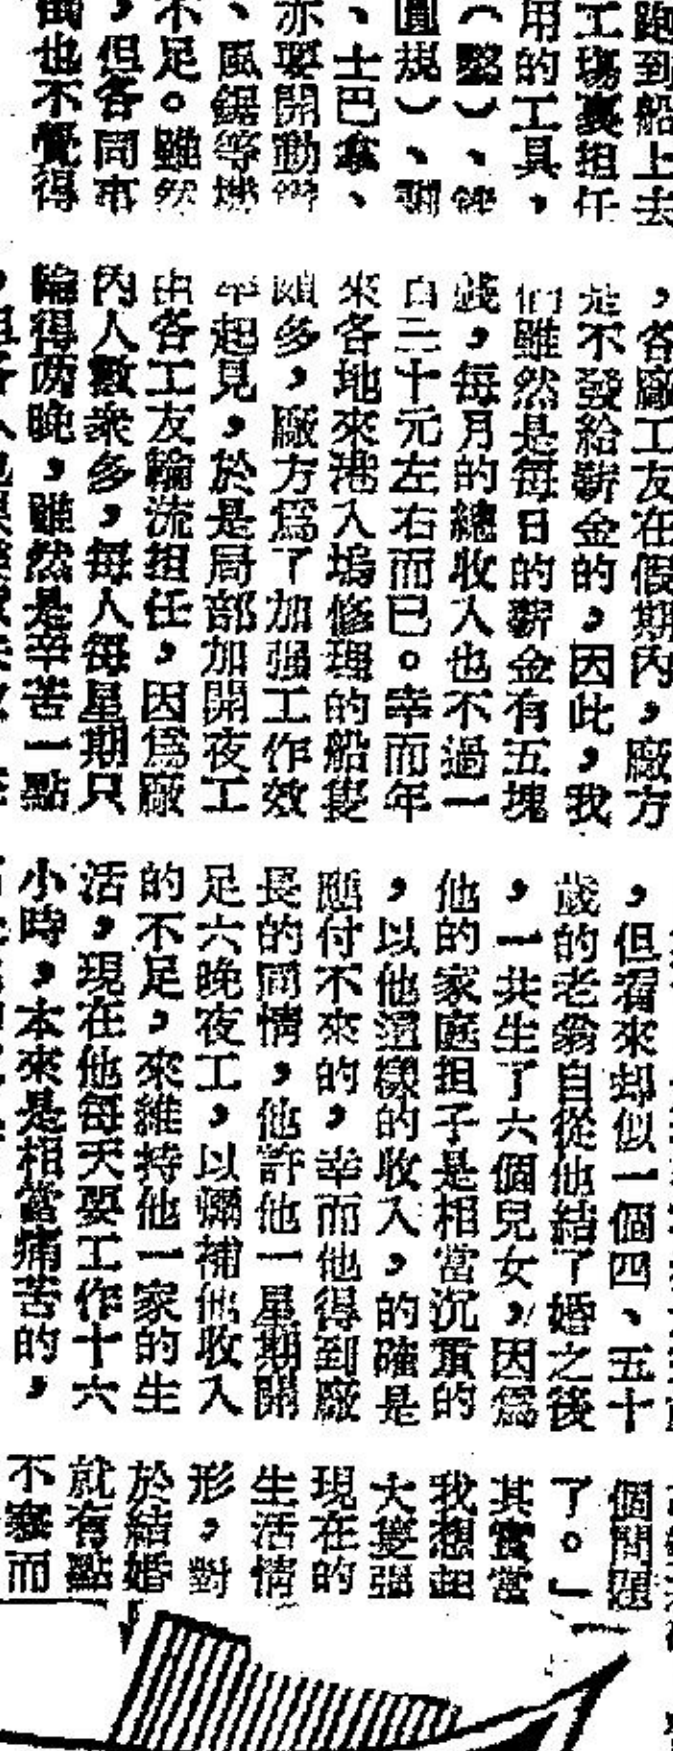 跑到船上去
工塲裏担任
用的工具，
（鑿）、
圓規）、
、士巴拿、
亦要開動
、風鋸等
不足。雖然
，但各同事
也不覺得
，各廠工友在假期內，廠方
是不發給薪金的，因此，我
們雖然是每日的薪金有五塊
錢，每月的總收入也不過一
百三十元左右而已。幸而年
來各地來港入塢修理的船隻
頗多，廠方爲了加强工作效
率起見，於是局部加開夜工
由各工友輪流担任，因爲廠
內人數衆多，每人每星期只
輪得兩晚，雖然是辛苦一點
，但看來却似一個四、五十
歲的老翁自從他結了婚之後
，一共生了六個兒女，因爲
他的家庭担子是相當沉重的
，以他這樣的收入，的確是
應付不來的，幸而他得到廠
長的同情，他許他一星期開
足六晚夜工，以彌補他收入
的不足，來維持他一家的生
活，現在他每天要工作十六
小時，本來是相當痛苦的，
個問題
了。」
其實當
我想起
大隻强
現在的
生活情
形，對
於結婚
就有點
不寒而